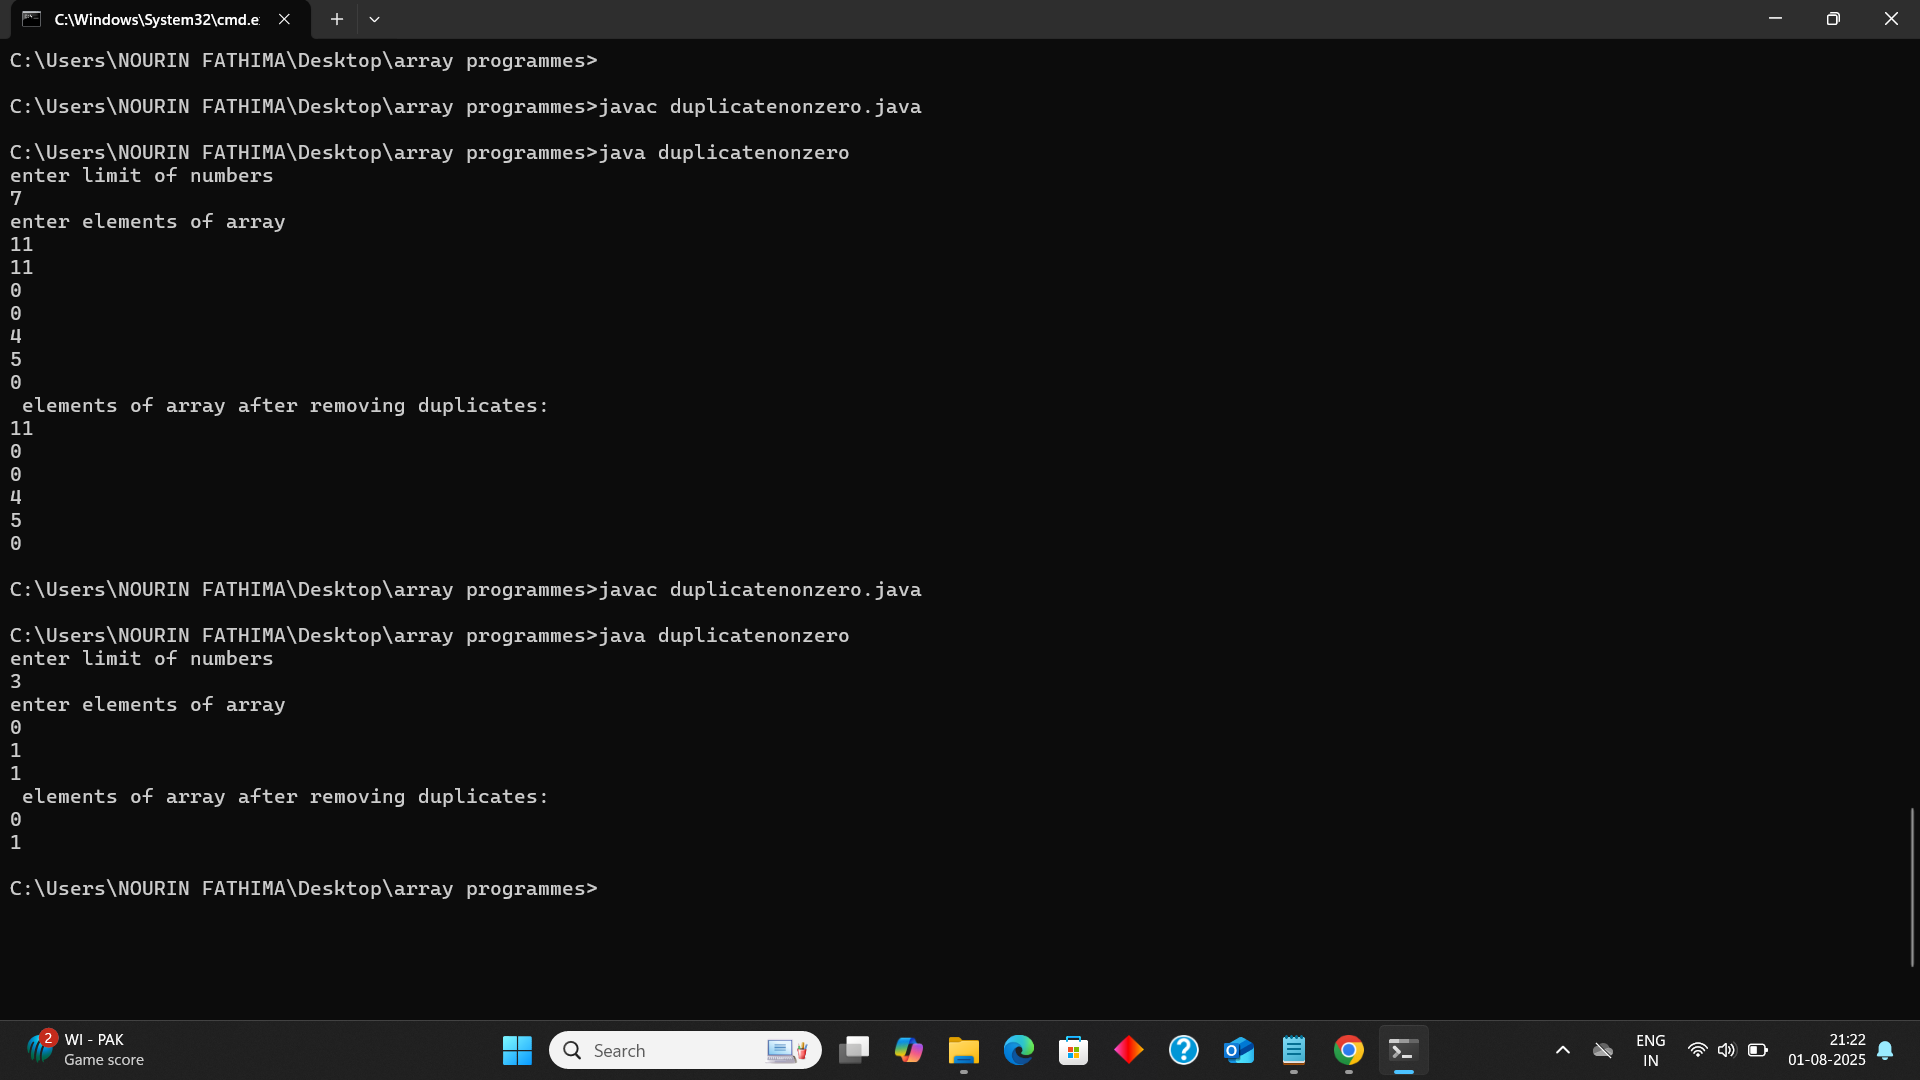 C:\Windows\System32\cmd.e
C:\Users\NOURIN FATHIMA\Desktop\array programmes>
C:\Users\NOURIN FATHIMA\Desktop\array programmes>javac duplicatenonzero.java
C:\Users\NOURIN FATHIMA\Desktop\array programmes>java duplicatenonzero
enter limit of numbers
7
enter elements of array
11
11
0
0
4
5
0
 elements of array after removing duplicates:
11
0
0
4
5
0
C:\Users\NOURIN FATHIMA\Desktop\array programmes>javac duplicatenonzero.java
C:\Users\NOURIN FATHIMA\Desktop\array programmes>java duplicatenonzero
enter limit of numbers
3
enter elements of array
0
1
1
 elements of array after removing duplicates:
0
1
C:\Users\NOURIN FATHIMA\Desktop\array programmes>
2
WI - PAK
Game score
Search
ENG
IN
21:22
01-08-2025